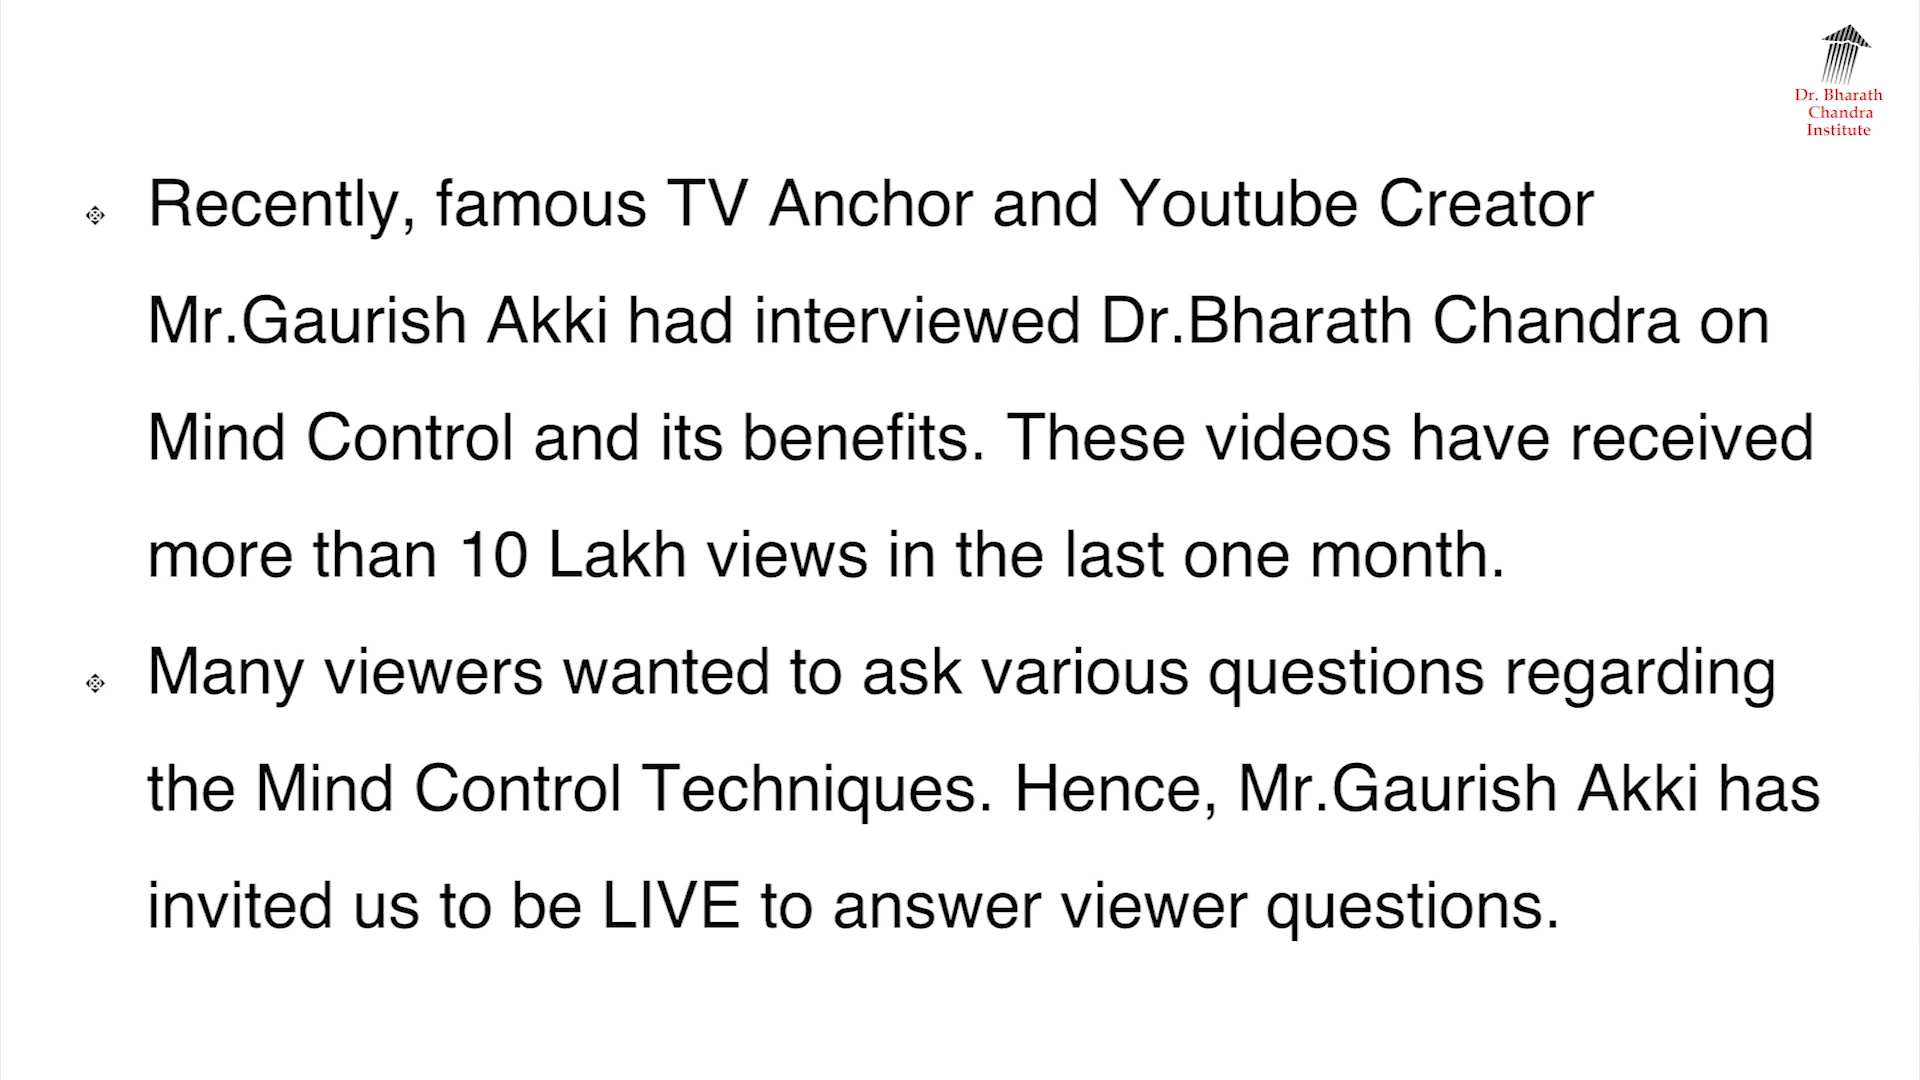 Dr. Bharath
Chandra
Institute
Recently, famous TV Anchor and Youtube Creator
Mr.Gaurish Akki had interviewed Dr.Bharath Chandra on
Mind Control and its benefits. These videos have received
more than 10 Lakh views in the last one month.
Many viewers wanted to ask various questions regarding
the Mind Control Techniques. Hence, Mr.Gaurish Akki has
invited us to be LIVE to answer viewer questions.